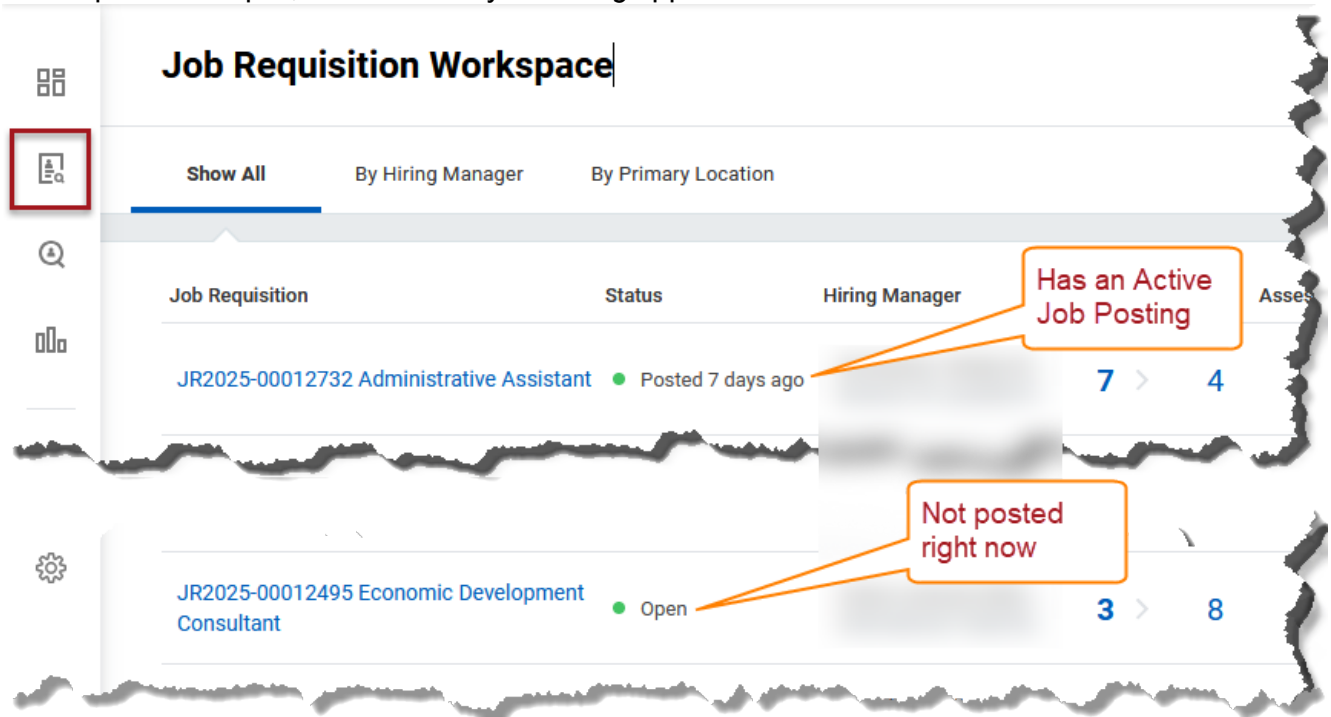 Job Requisition Workspace
Show All By Hiring Manager By Primary Location
Has an Active
Job Posting
Job Requisition Status Hiring Manager
JR2025-00012732 Administrative Assistant Posted 7 days ago 7 4
Not posted
right now
JR2025-00012495 Economic Development
Consultant
Open 3 8